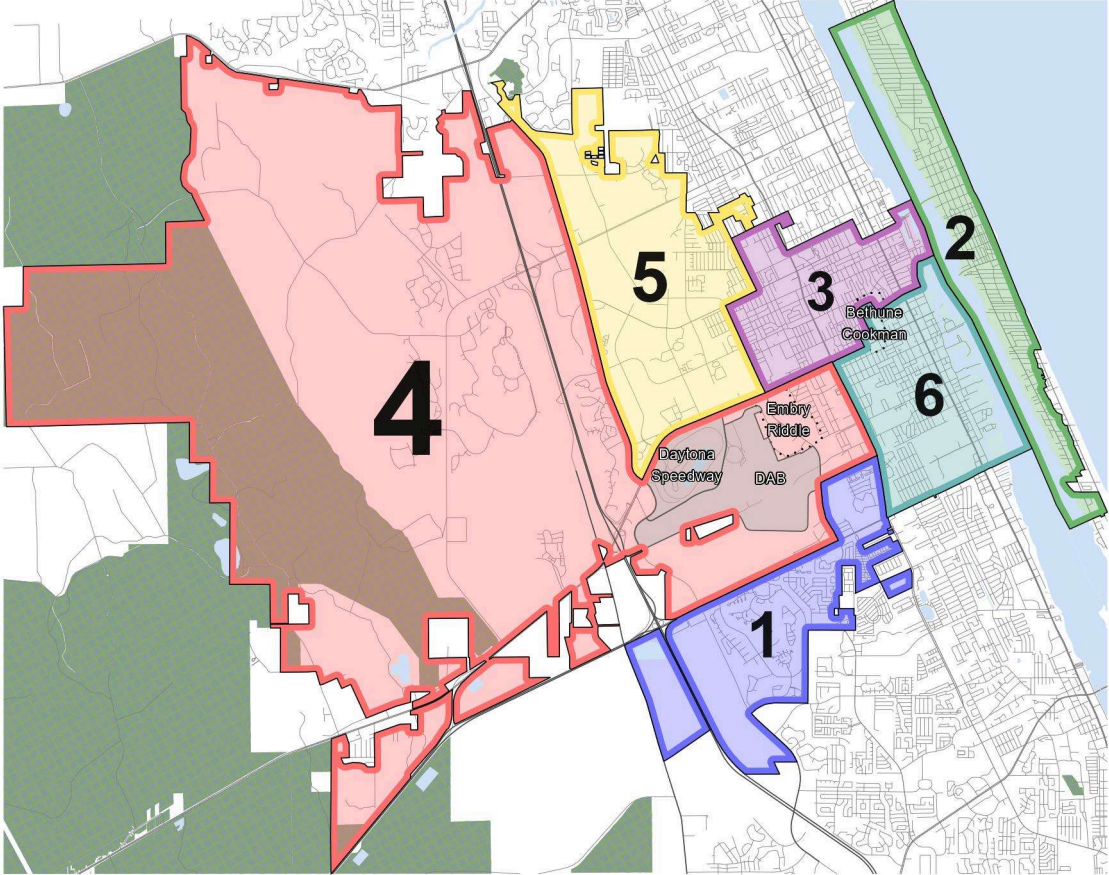 2
5
3
Bethune
Cookman
4
6
Embry
Riddle
Daytona
Speedway
DAB
1